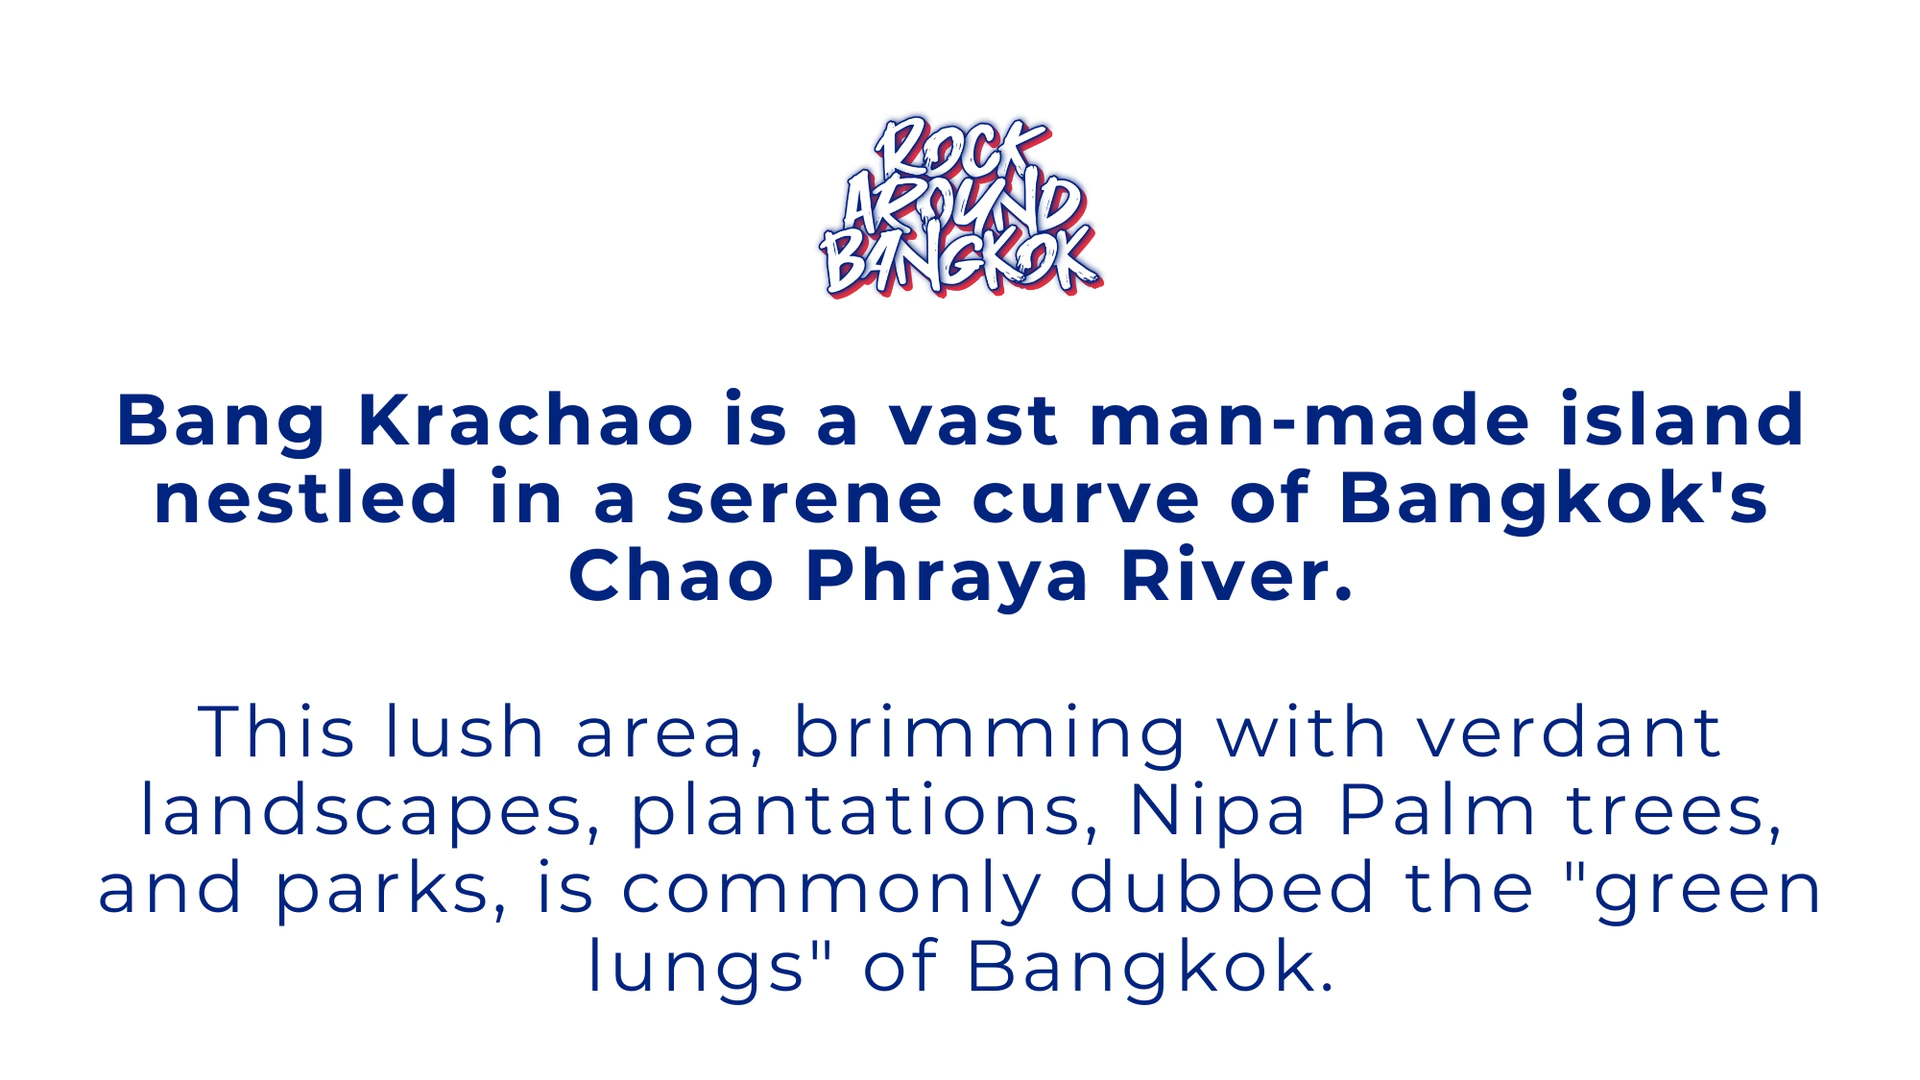 ROCK
AROUND
BANGKOK
Bang Krachao is a vast man-made island
nestled in a serene curve of Bangkok's
Chao Phraya River.
This lush area, brimming with verdant
landscapes, plantations, Nipa Palm trees,
and parks, is commonly dubbed the "green
lungs" of Bangkok.